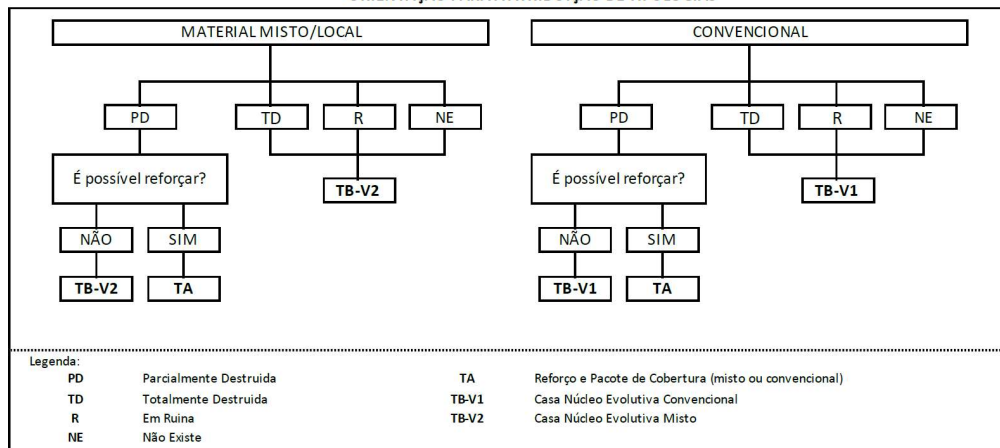 MATERIAL MISTO/LOCAL CONVENCIONAL
PD TD R NE PD TD R NE
É possível reforçar? TB-V2 É possível reforçar? TB-V1
NÃO SIM NÃO SIM
TB-V2 TA TB-V1 TA
Legenda:
PD Parcialmente Destruida TA Reforço e Pacote de Cobertura (misto ou convencional)
TD Totalmente Destruida TB-V1 Casa Núcleo Evolutiva Convencional
R Em Ruina TB-V2 Casa Núcleo Evolutiva Misto
NE Não Existe